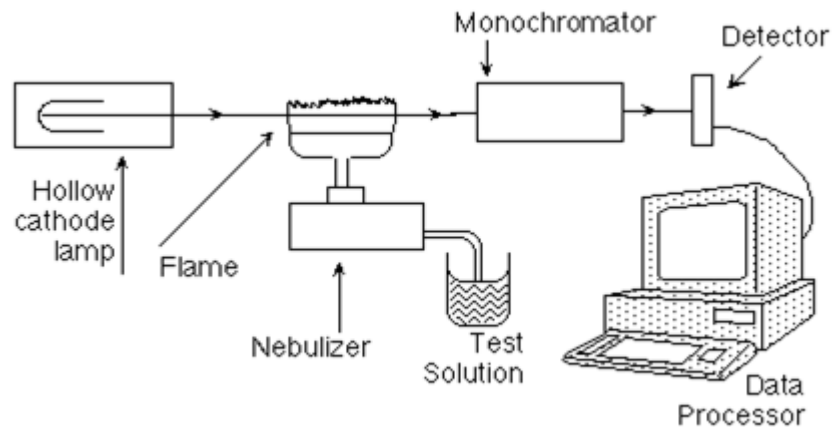 Monochromator
Detector
Hollow
cathode
lamp
Flame
Nebulizer
Test
Solution
Data
Processor